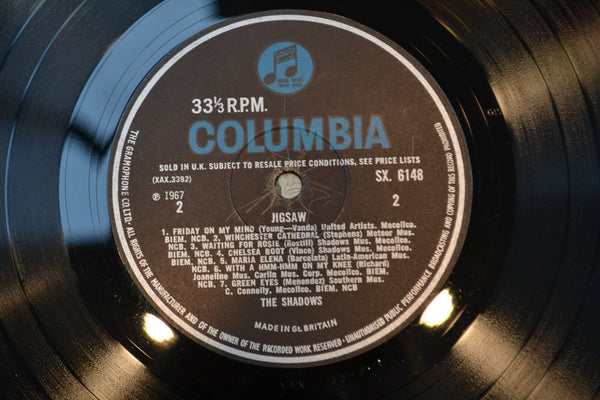 33⅓ R.P.M.
COLUMBIA
SOLD IN U.K. SUBJECT TO RESALE PRICE CONDITIONS, SEE PRICE LISTS
(XAX.3392) SX. 6148
℗ 1967
2 2
JIGSAW
1. FRIDAY ON MY MIND (Young—Vanda) Uafted Artists. Mecolico.
BIEM. NCB. 2. WINCHESTER CATHEDRAL (Stephens) Meteor Mus.
NCB. 3. WAITING FOR ROSIE (Rostill) Shadows Mus. Mecolico.
BIEM. NCB. 4. CHELSEA BOOT (Vince) Shadows Mus. Mecolico.
BIEM. NCB. 5. MARIA ELENA (Barcelata) Latin-American Mus.
NCB. 6. WITH A HMM-HMM ON MY KNEE (Richard)
Joaneline Mus. Carlin Mus. Corp. Mecolico. BIEM.
NCB. 7. GREEN EYES (Menendez) Southern Mus.
C. Connelly. Mecolico. BIEM. NCB
THE SHADOWS
MADE IN Gt. BRITAIN
THE GRAMOPHONE CO. LTD. ALL RIGHTS OF THE MANUFACTURER AND OF THE OWNER OF THE RECORDED WORK RESERVED UNAUTHORISED PUBLIC PERFORMANCE BROADCASTING AND COPYING OF THIS RECORD PROHIBITED